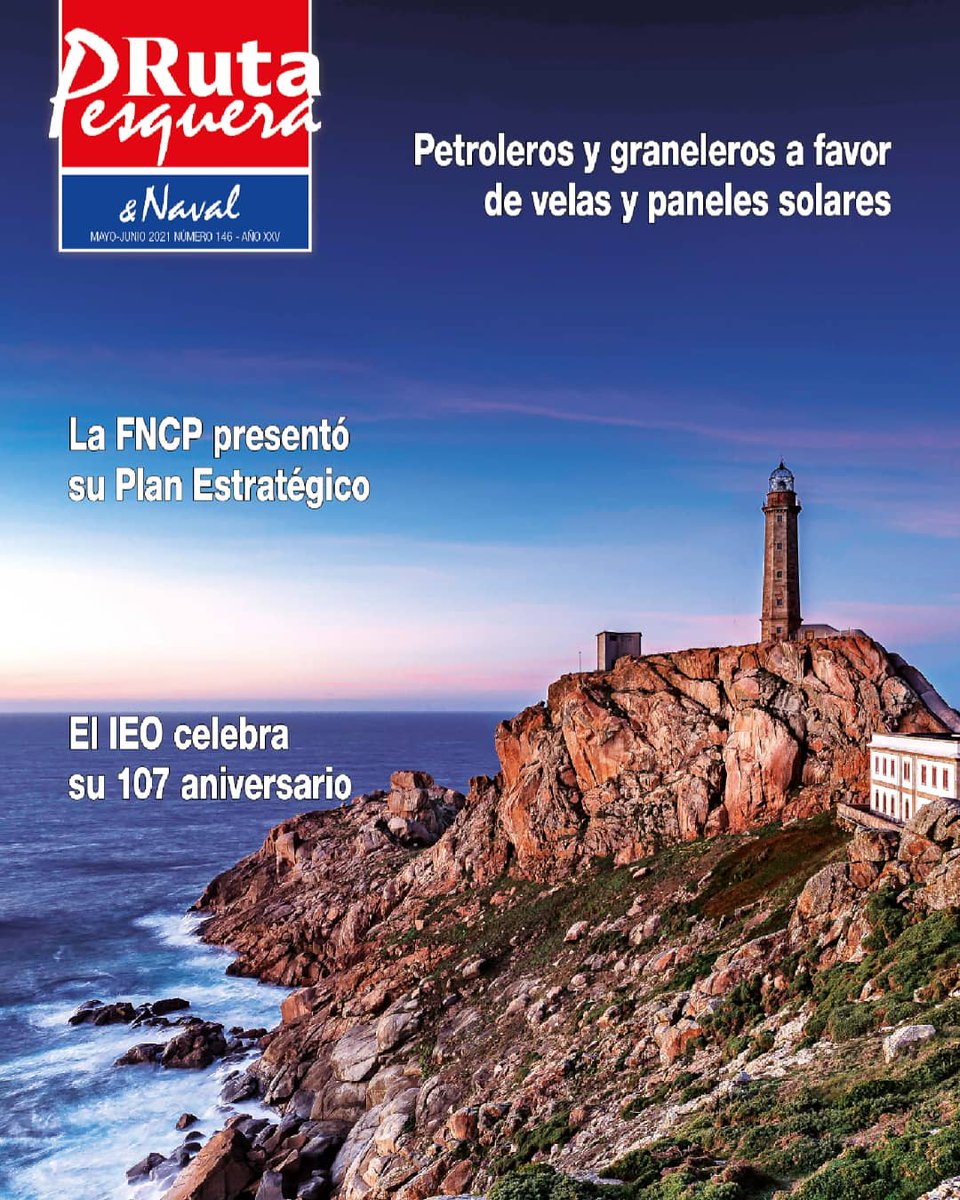 Ruta
Pesquera
& Naval
MAYO-JUNIO 2021 NÚMERO 146 - AÑO XXV
Petroleros y graneleros a favor
de velas y paneles solares
La FNCP presentó
su Plan Estratégico
El IEO celebra
su 107 aniversario